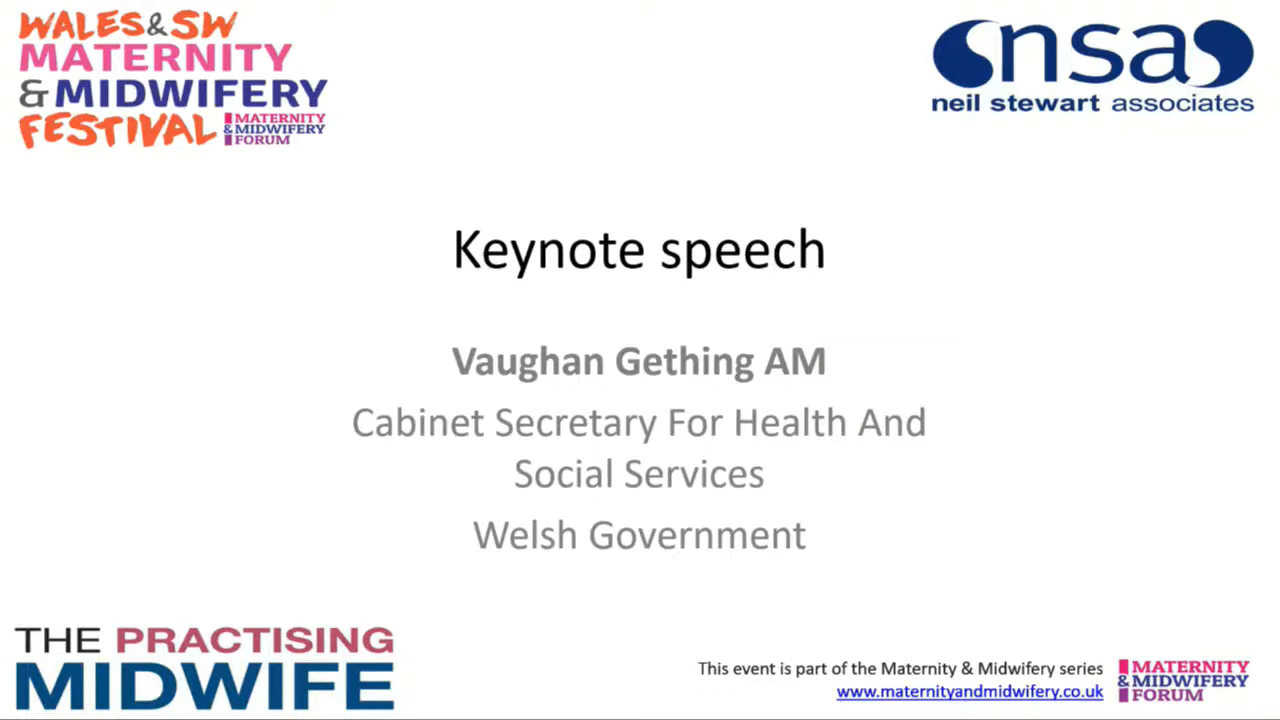 WALES & SW
MATERNITY
& MIDWIFERY
FESTIVAL
MATERNITY
& MIDWIFERY
FORUM
nsa
neil stewart associates
Keynote speech
Vaughan Gething AM
Cabinet Secretary For Health And
Social Services
Welsh Government
THE PRACTISING
MIDWIFE
This event is part of the Maternity & Midwifery series
www.maternityandmidwifery.co.uk
MATERNITY
& MIDWIFERY
FORUM